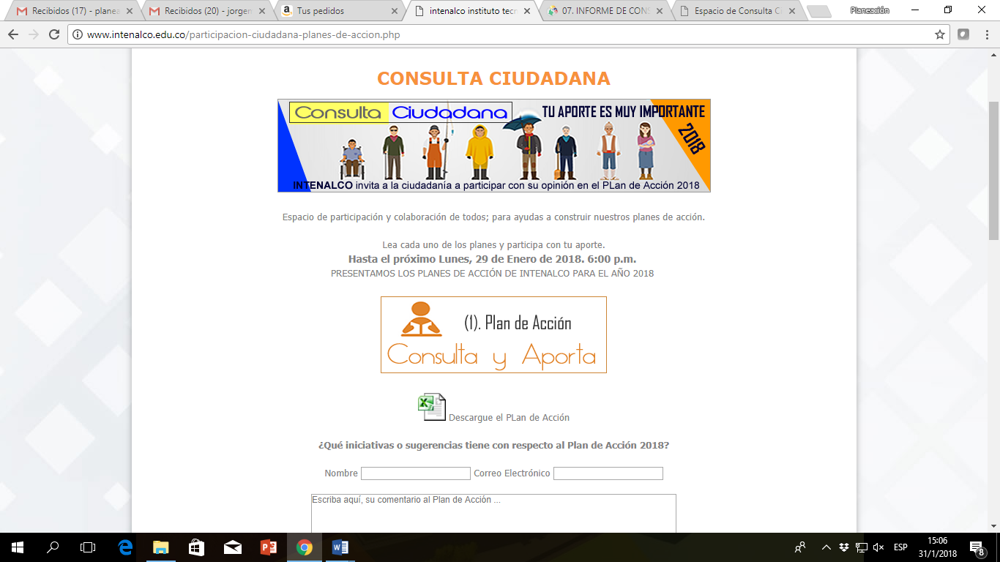 Recibidos (17) - planea
Recibidos (20) - jorgen
Tus pedidos
intenalco instituto tecn
07. INFORME DE CONS
Espacio de Consulta Ci
Planeación
www.intenalco.edu.co/participacion-ciudadana-planes-de-accion.php
CONSULTA CIUDADANA
Consulta Ciudadana
TU APORTE ES MUY IMPORTANTE
2018
INTENALCO invita a la ciudadanía a participar con su opinión en el PLan de Acción 2018
Espacio de participación y colaboración de todos; para ayudas a construir nuestros planes de acción.
Lea cada uno de los planes y participa con tu aporte.
Hasta el próximo Lunes, 29 de Enero de 2018. 6:00 p.m.
PRESENTAMOS LOS PLANES DE ACCIÓN DE INTENALCO PARA EL AÑO 2018
(1). Plan de Acción
Consulta y Aporta
Descargue el PLan de Acción
¿Qué iniciativas o sugerencias tiene con respecto al Plan de Acción 2018?
Nombre Correo Electrónico
Escriba aquí, su comentario al Plan de Acción ...
ESP
15:06
31/1/2018
8